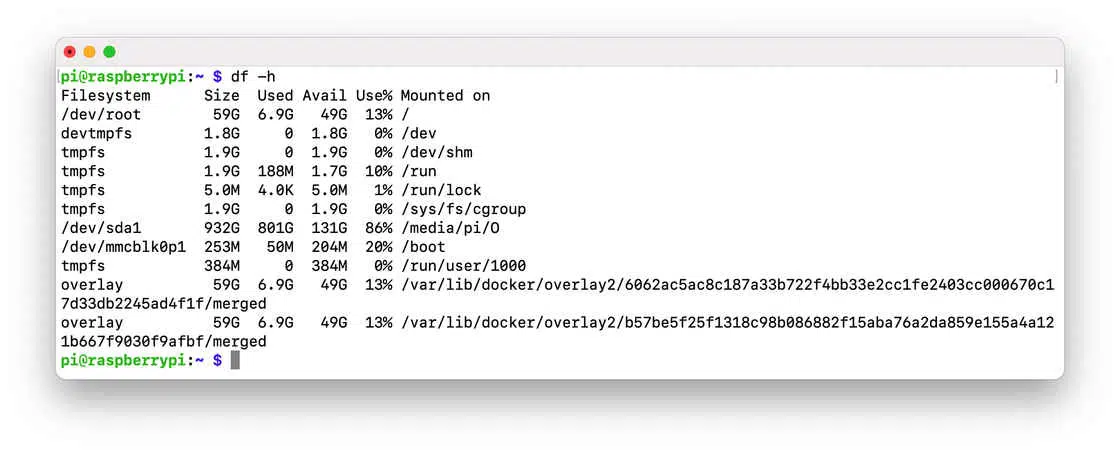 pi@raspberrypi:~ $ df -h
Filesystem      Size  Used Avail Use% Mounted on
/dev/root        59G  6.9G   49G  13% /
devtmpfs        1.8G     0  1.8G   0% /dev
tmpfs           1.9G     0  1.9G   0% /dev/shm
tmpfs           1.9G  188M  1.7G  10% /run
tmpfs           5.0M  4.0K  5.0M   1% /run/lock
tmpfs           1.9G     0  1.9G   0% /sys/fs/cgroup
/dev/sda1       932G  801G  131G  86% /media/pi/O
/dev/mmcblk0p1  253M   50M  204M  20% /boot
tmpfs           384M     0  384M   0% /run/user/1000
overlay          59G  6.9G   49G  13% /var/lib/docker/overlay2/6062ac5ac8c187a33b722f4bb33e2cc1fe2403cc000670c1
7d33db2245ad4f1f/merged
overlay          59G  6.9G   49G  13% /var/lib/docker/overlay2/b57be5f25f1318c98b086882f15aba76a2da859e155a4a12
1b667f9030f9afbf/merged
pi@raspberrypi:~ $